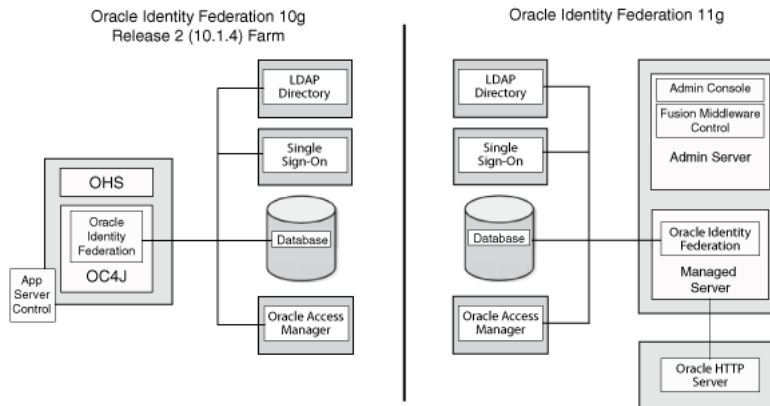 Oracle Identity Federation 10g
Release 2 (10.1.4) Farm
LDAP
Directory
Single
Sign-On
OHS
Oracle
Identity
Federation
OC4J
App
Server
Control
Database
Oracle Access
Manager
Oracle Identity Federation 11g
LDAP
Directory
Single
Sign-On
Database
Oracle Access
Manager
Admin Console
Fusion Middleware
Control
Admin Server
Oracle Identity
Federation
Managed
Server
Oracle HTTP
Server